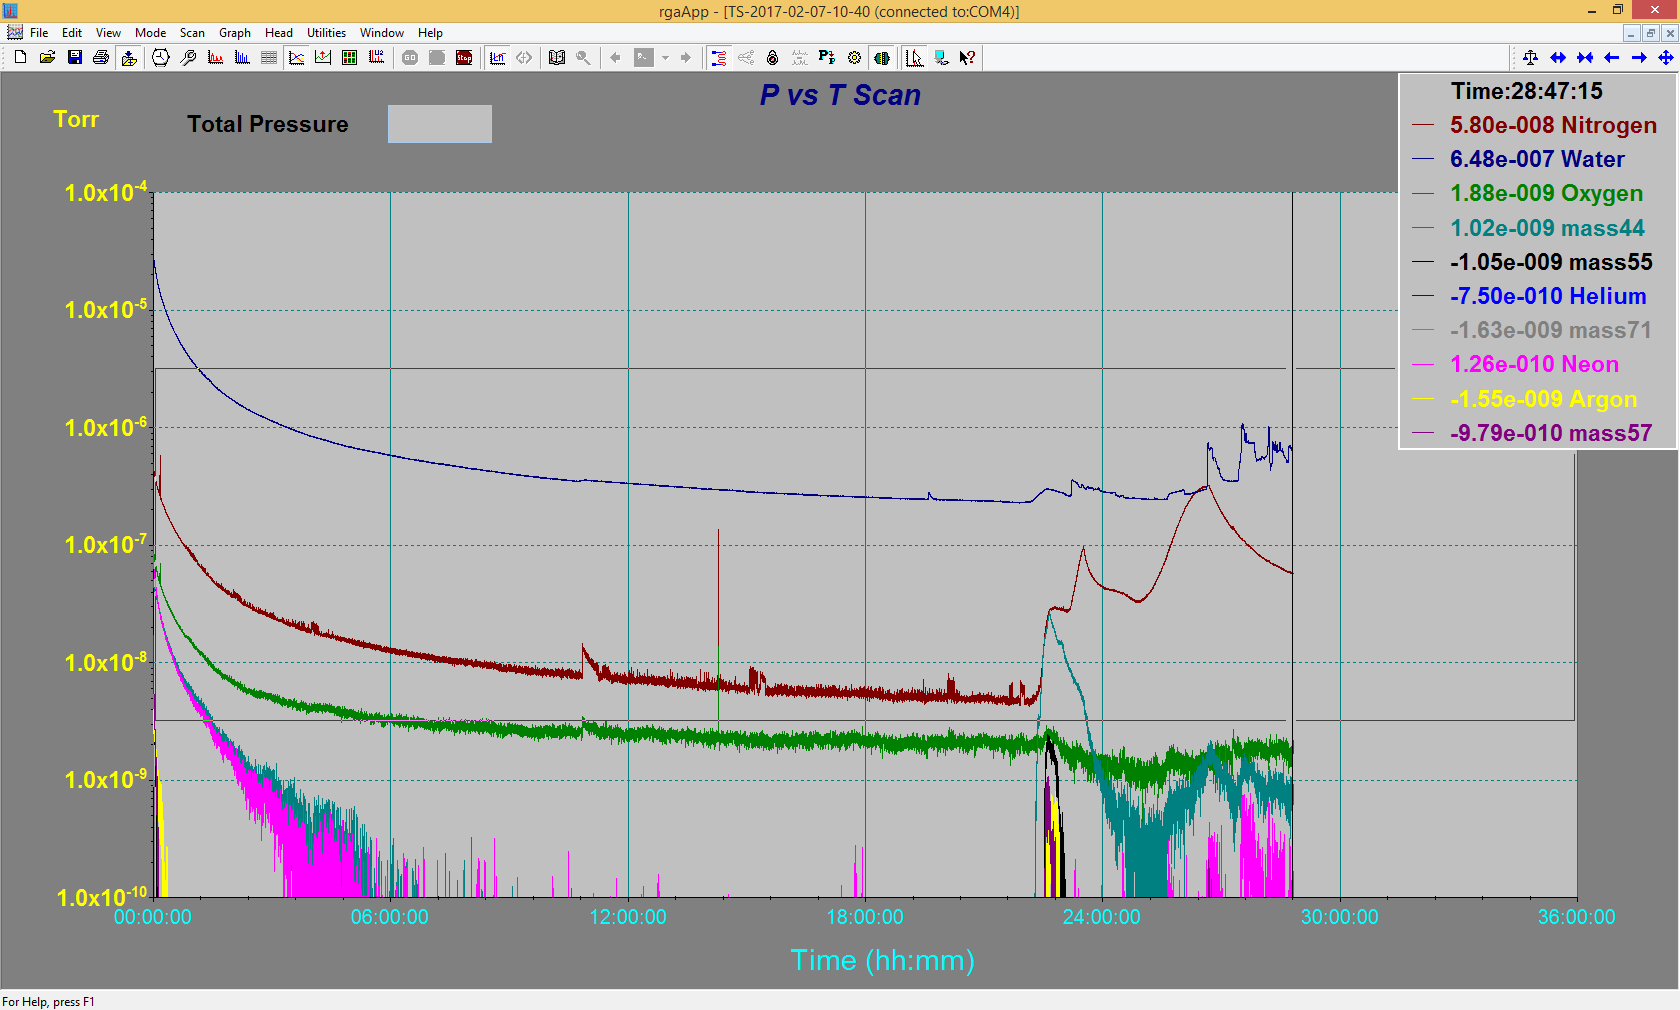 rgaApp - [TS-2017-02-07-10-40 (connected to:COM4)]
File Edit View Mode Scan Graph Head Utilities Window Help
GO Stop
P vs T Scan
Torr
Total Pressure
Time:28:47:15
5.80e-008 Nitrogen
6.48e-007 Water
1.88e-009 Oxygen
1.02e-009 mass44
-1.05e-009 mass55
-7.50e-010 Helium
-1.63e-009 mass71
1.26e-010 Neon
-1.55e-009 Argon
-9.79e-010 mass57
1.0x10-4
1.0x10-5
1.0x10-6
1.0x10-7
1.0x10-8
1.0x10-9
1.0x10-10
00:00:00 06:00:00 12:00:00 18:00:00 24:00:00 30:00:00 36:00:00
Time (hh:mm)
For Help, press F1